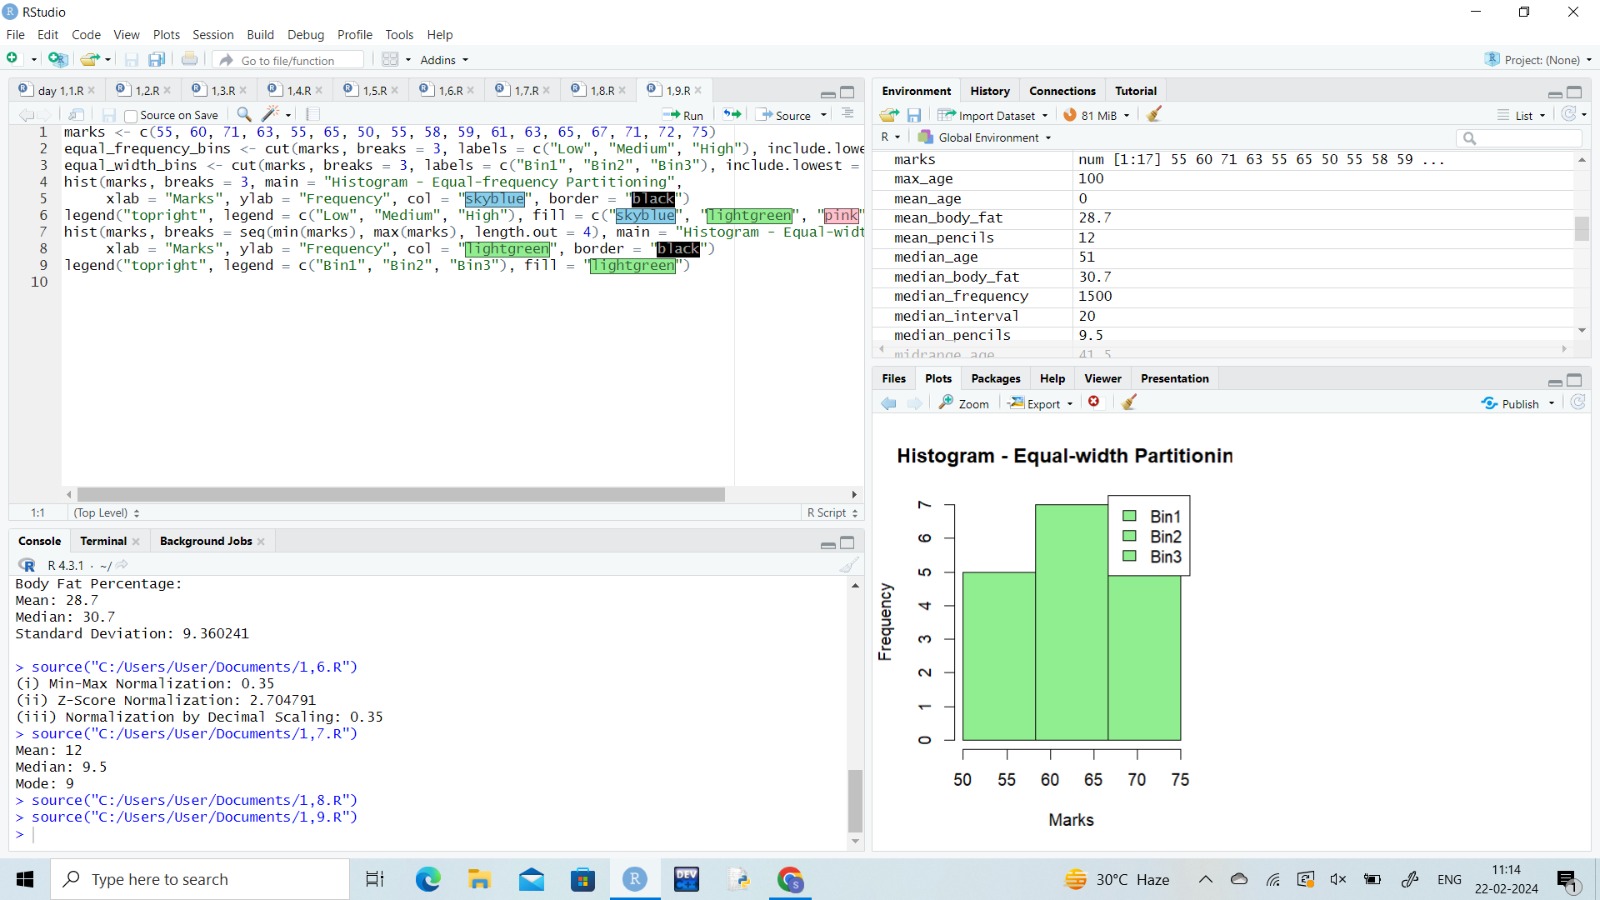 RStudio
File Edit Code View Plots Session Build Debug Profile Tools Help
Go to file/function Addins Project: (None)
day 1,1.R 1,2.R 1,3.R 1,4.R 1,5.R 1,6.R 1,7.R 1,8.R 1,9.R
Source on Save Run Source
1 marks <- c(55, 60, 71, 63, 55, 65, 50, 55, 58, 59, 61, 63, 65, 67, 71, 72, 75)
2 equal_frequency_bins <- cut(marks, breaks = 3, labels = c("Low", "Medium", "High"), include.lowe
3 equal_width_bins <- cut(marks, breaks = 3, labels = c("Bin1", "Bin2", "Bin3"), include.lowest =
4 hist(marks, breaks = 3, main = "Histogram - Equal-frequency Partitioning",
5 xlab = "Marks", ylab = "Frequency", col = "skyblue", border = "black")
6 legend("topright", legend = c("Low", "Medium", "High"), fill = c("skyblue", "lightgreen", "pink"
7 hist(marks, breaks = seq(min(marks), max(marks), length.out = 4), main = "Histogram - Equal-widt
8 xlab = "Marks", ylab = "Frequency", col = "lightgreen", border = "black")
9 legend("topright", legend = c("Bin1", "Bin2", "Bin3"), fill = "lightgreen")
10
1:1 (Top Level) R Script
Console Terminal Background Jobs
R 4.3.1 · ~/
Body Fat Percentage:
Mean: 28.7
Median: 30.7
Standard Deviation: 9.360241
> source("C:/Users/User/Documents/1,6.R")
(i) Min-Max Normalization: 0.35
(ii) Z-Score Normalization: 2.704791
(iii) Normalization by Decimal Scaling: 0.35
> source("C:/Users/User/Documents/1,7.R")
Mean: 12
Median: 9.5
Mode: 9
> source("C:/Users/User/Documents/1,8.R")
> source("C:/Users/User/Documents/1,9.R")
>
Environment History Connections Tutorial
Import Dataset 81 MiB List
R Global Environment
marks num [1:17] 55 60 71 63 55 65 50 55 58 59 ...
max_age 100
mean_age 0
mean_body_fat 28.7
mean_pencils 12
median_age 51
median_body_fat 30.7
median_frequency 1500
median_interval 20
median_pencils 9.5
midrange_age 41.5
Files Plots Packages Help Viewer Presentation
Zoom Export Publish
Histogram - Equal-width Partitionin
Bin1
Bin2
Bin3
Frequency
7
6
5
4
3
2
1
0
50 55 60 65 70 75
Marks
Type here to search
DEV C++
30°C Haze
ENG
11:14
22-02-2024
1